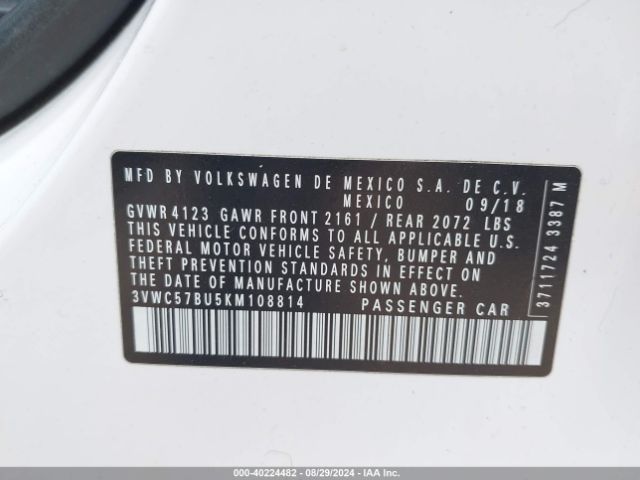 MFD BY VOLKSWAGEN DE MEXICO S.A. DE C.V.
MEXICO 09/18
GVWR 4123 GAWR FRONT 2161 / REAR 2072 LBS
THIS VEHICLE CONFORMS TO ALL APPLICABLE U.S.
FEDERAL MOTOR VEHICLE SAFETY, BUMPER AND
THEFT PREVENTION STANDARDS IN EFFECT ON
THE DATE OF MANUFACTURE SHOWN ABOVE.
3VWC57BU5KM108814 PASSENGER CAR
3711724 3387 M
000-40224482 - 08/29/2024 - IAA Inc.